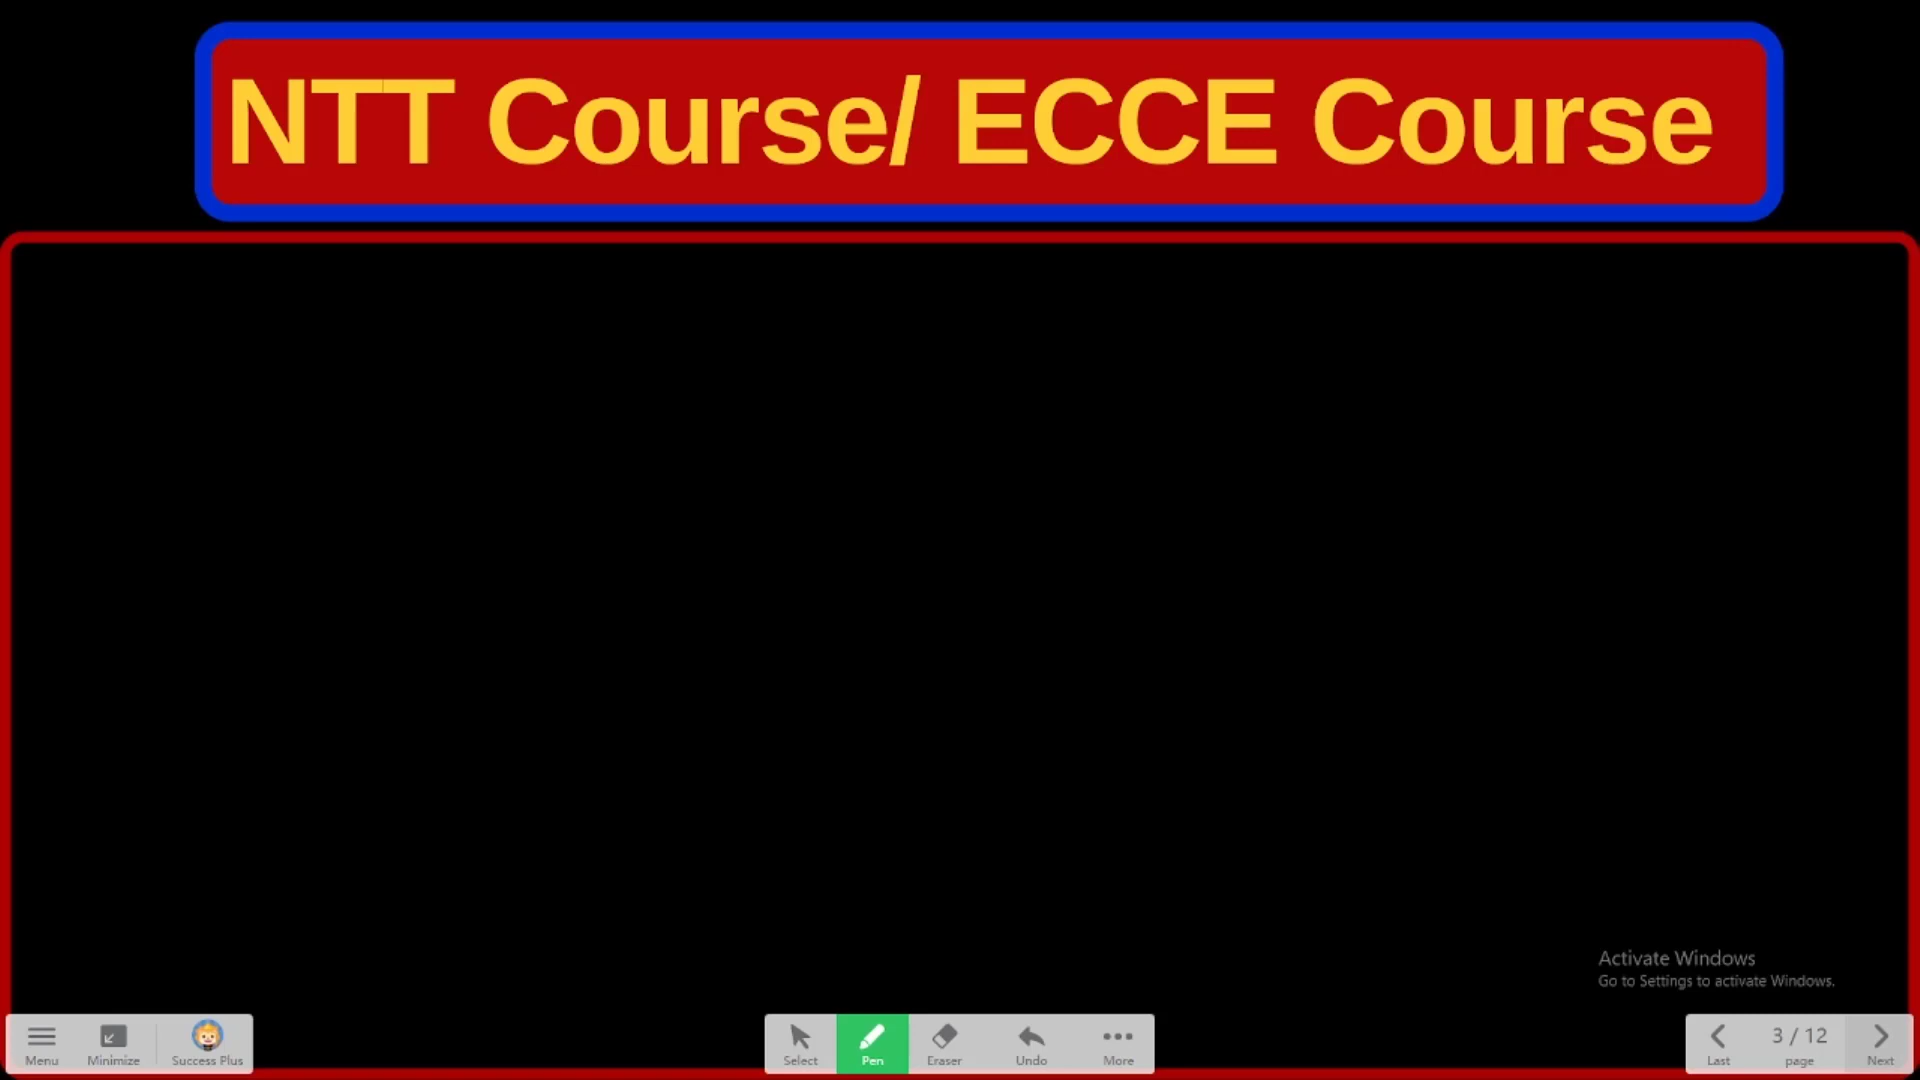 NTT Course/ ECCE Course
Activate Windows
Go to Settings to activate Windows.
Menu Minimize Success Plus Select Pen Eraser Undo More Last 3 / 12 page Next